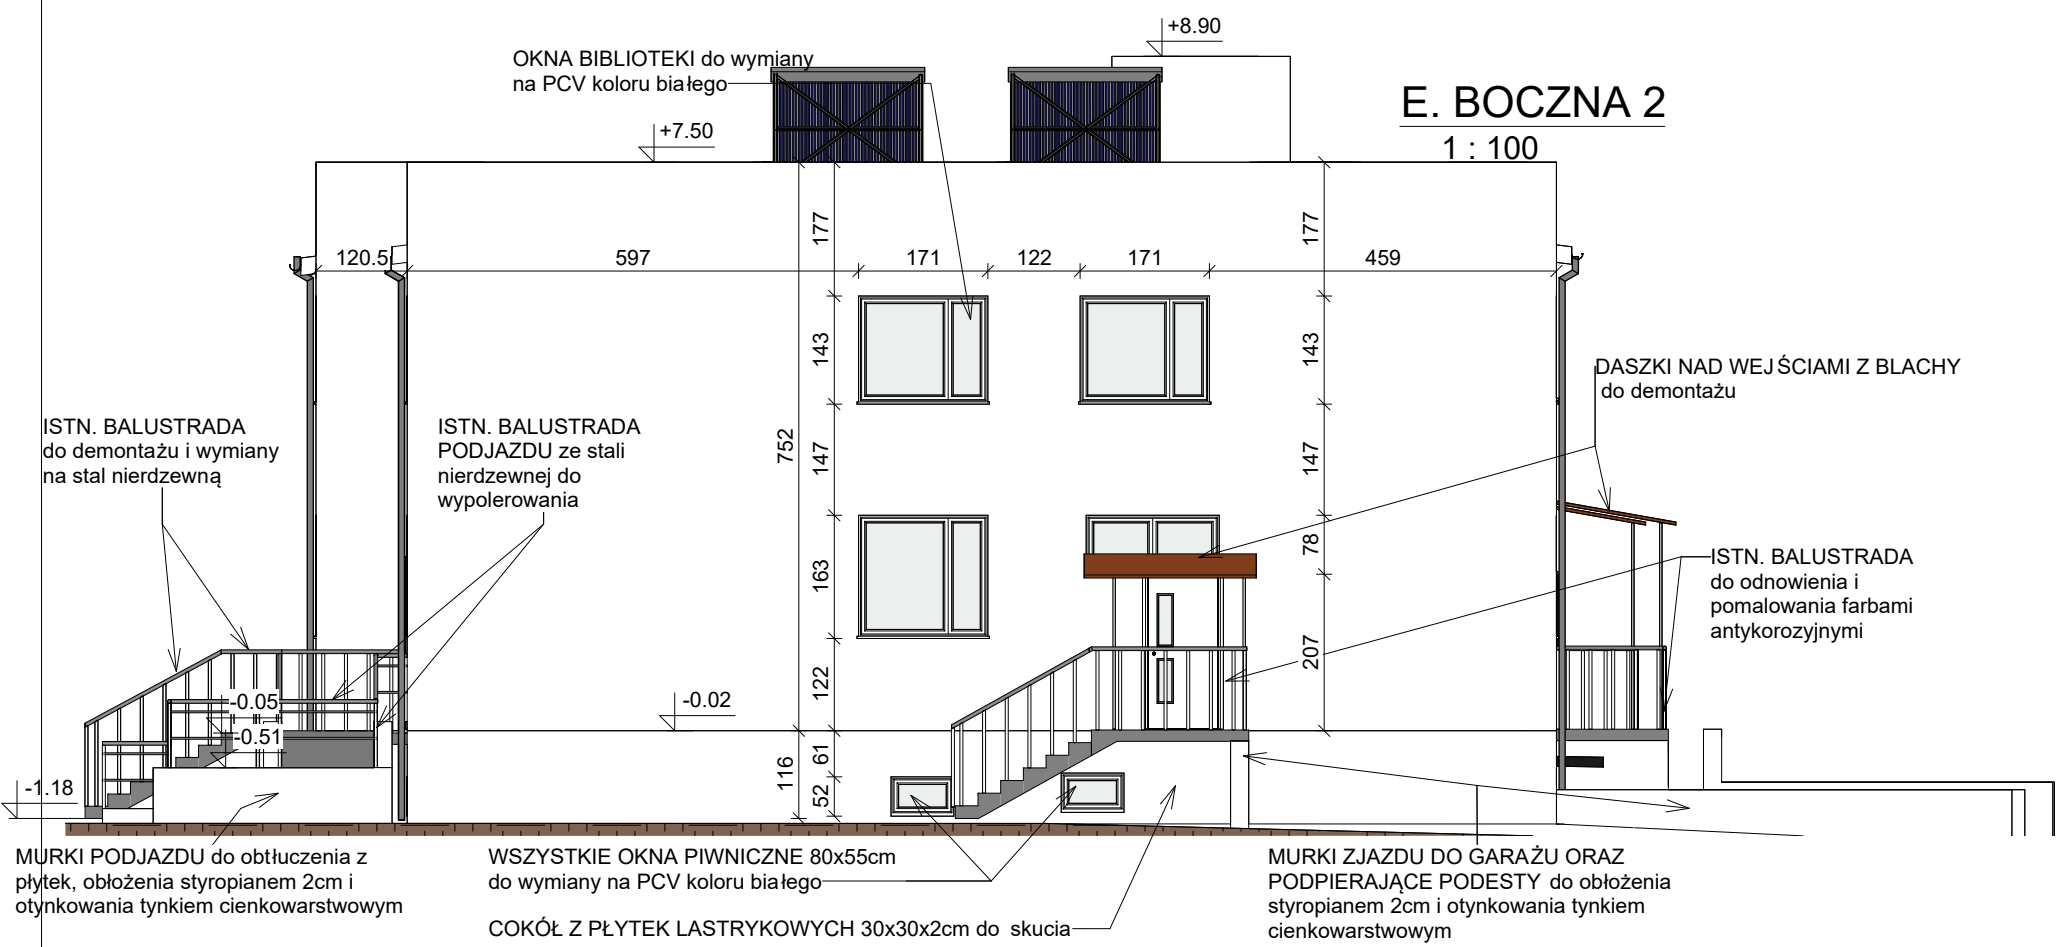 +8.90
OKNA BIBLIOTEKI do wymiany
na PCV koloru białego
E. BOCZNA 2
1 : 100
+7.50
177
177
120.5
597
171
122
171
459
143
143
DASZKI NAD WEJŚCIAMI Z BLACHY
do demontażu
ISTN. BALUSTRADA
do demontażu i wymiany
na stal nierdzewną
ISTN. BALUSTRADA
PODJAZDU ze stali
nierdzewnej do
wypolerowania
752
147
147
78
163
ISTN. BALUSTRADA
do odnowienia i
pomalowania farbami
antykorozyjnymi
207
122
-0.05
-0.02
-0.51
61
116
52
-1.18
MURKI PODJAZDU do obtłuczenia z
płytek, obłożenia styropianem 2cm i
otynkowania tynkiem cienkowarstwowym
WSZYSTKIE OKNA PIWNICZNE 80x55cm
do wymiany na PCV koloru białego
COKÓŁ Z PŁYTEK LASTRYKOWYCH 30x30x2cm do skucia
MURKI ZJAZDU DO GARAŻU ORAZ
PODPIERAJĄCE PODESTY do obłożenia
styropianem 2cm i otynkowania tynkiem
cienkowarstwowym